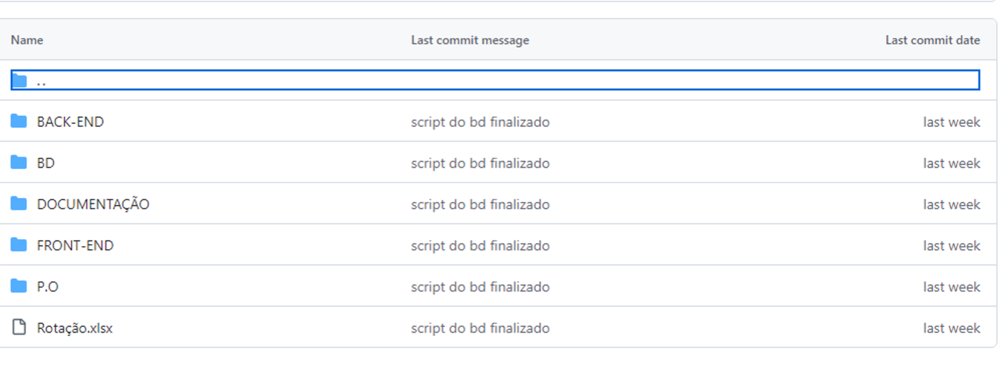 Name Last commit message Last commit date
..
BACK-END script do bd finalizado last week
BD script do bd finalizado last week
DOCUMENTAÇÃO script do bd finalizado last week
FRONT-END script do bd finalizado last week
P.O script do bd finalizado last week
Rotação.xlsx script do bd finalizado last week